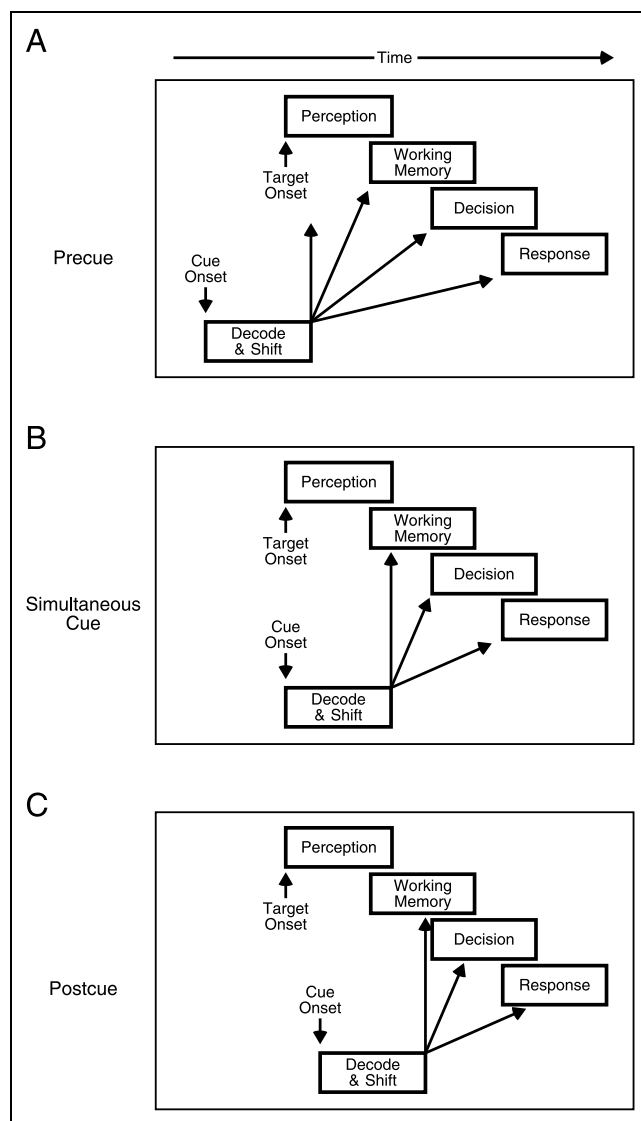 A
Time
Perception
Target
Onset
Working
Memory
Decision
Response
Precue
Cue
Onset
Decode
& Shift
B
Perception
Target
Onset
Working
Memory
Decision
Response
Simultaneous
Cue
Cue
Onset
Decode
& Shift
C
Perception
Target
Onset
Working
Memory
Decision
Response
Postcue
Cue
Onset
Decode
& Shift